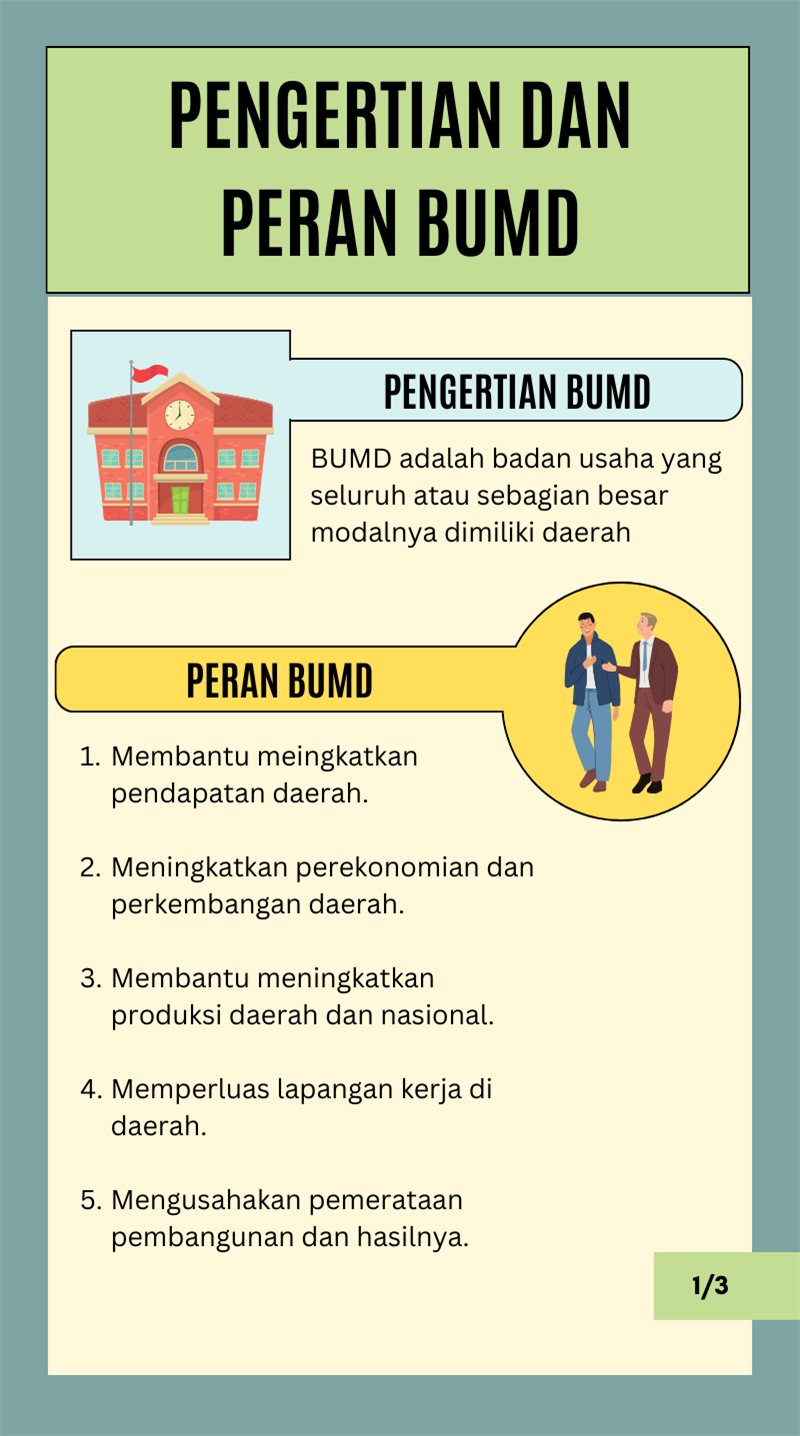 PENGERTIAN DAN
PERAN BUMD
PENGERTIAN BUMD
BUMD adalah badan usaha yang
seluruh atau sebagian besar
modalnya dimiliki daerah
PERAN BUMD
1. Membantu meingkatkan
pendapatan daerah.
2. Meningkatkan perekonomian dan
perkembangan daerah.
3. Membantu meningkatkan
produksi daerah dan nasional.
4. Memperluas lapangan kerja di
daerah.
5. Mengusahakan pemerataan
pembangunan dan hasilnya.
1/3